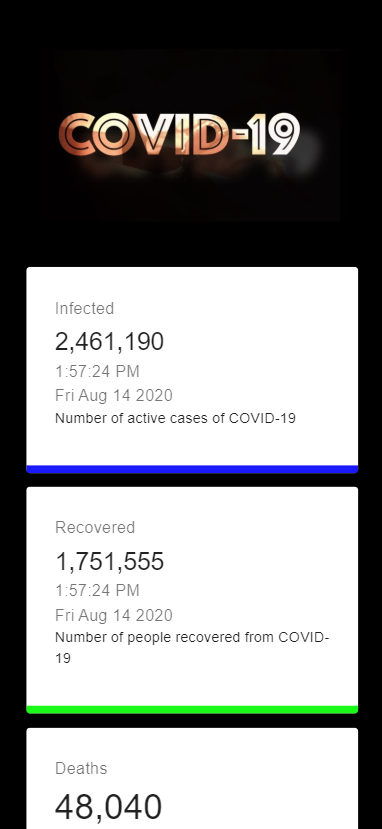 COVID-19
Infected
2,461,190
1:57:24 PM
Fri Aug 14 2020
Number of active cases of COVID-19
Recovered
1,751,555
1:57:24 PM
Fri Aug 14 2020
Number of people recovered from COVID-
19
Deaths
48,040